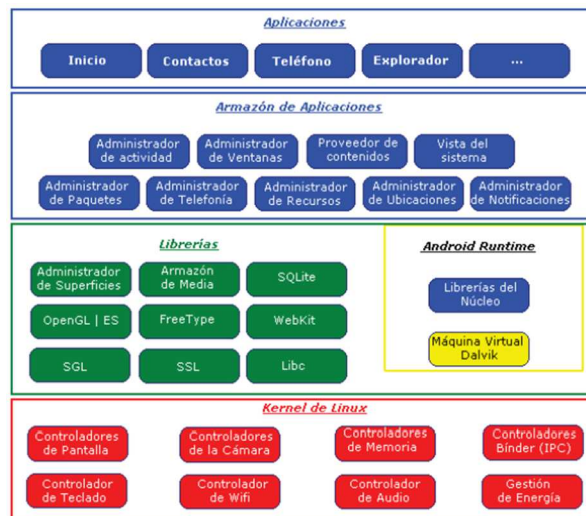 Aplicaciones
Inicio
Contactos
Teléfono
Explorador
...
Armazón de Aplicaciones
Administrador
de actividad
Administrador
de Ventanas
Proveedor de
contenidos
Vista del
sistema
Administrador
de Paquetes
Administrador
de Telefonía
Administrador
de Recursos
Administrador
de Ubicaciones
Administrador
de Notificaciones
Librerías
Administrador
de Superficies
Armazón
de Media
SQLite
OpenGL | ES
FreeType
WebKit
SGL
SSL
Libc
Android Runtime
Librerías del
Núcleo
Máquina Virtual
Dalvik
Kernel de Linux
Controladores
de Pantalla
Controladores
de la Cámara
Controladores
de Memoria
Controladores
Bínder (IPC)
Controlador
de Teclado
Controlador
de Wifi
Controlador
de Audio
Gestión
de Energía